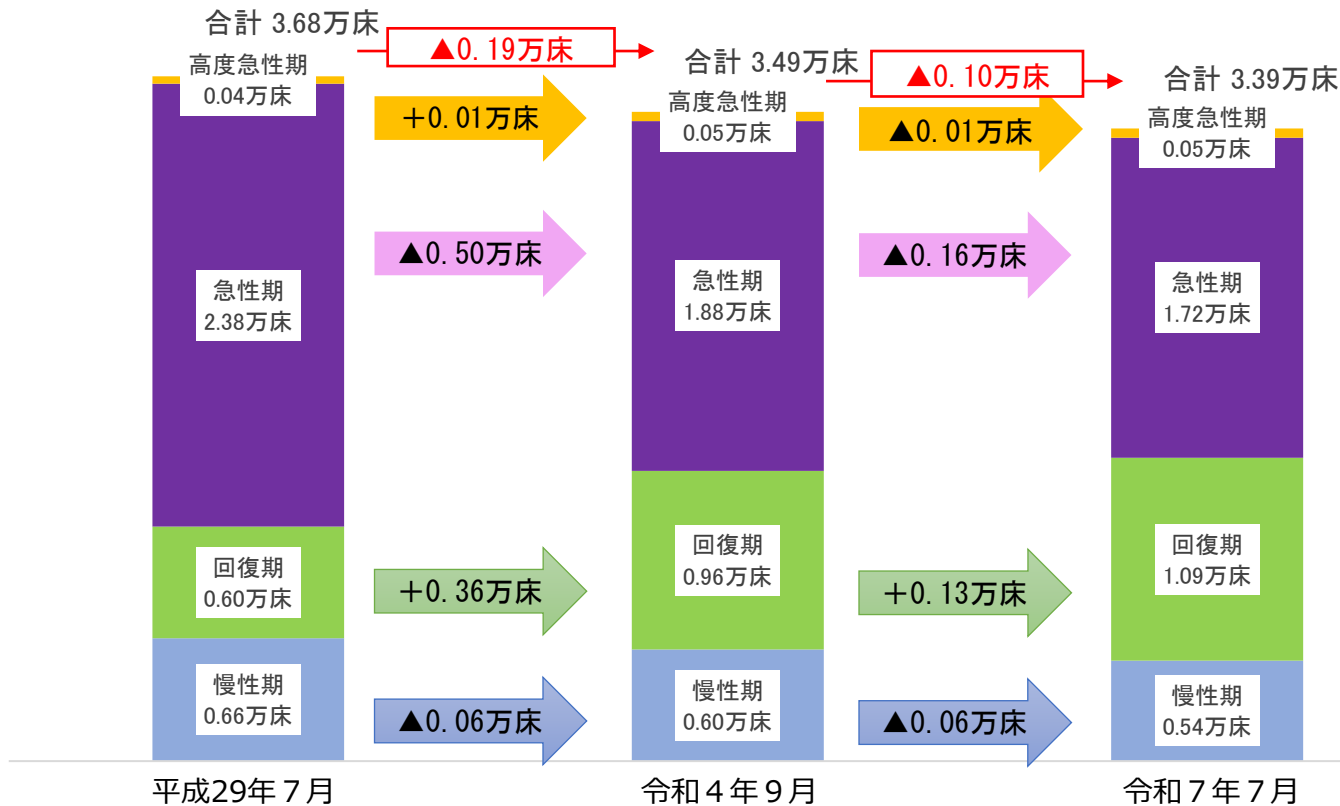 合計 3.68万床
▲0.19万床
合計 3.49万床
▲0.10万床
合計 3.39万床
高度急性期
0.04万床
+0.01万床
高度急性期
0.05万床
▲0.01万床
高度急性期
0.05万床
急性期
2.38万床
▲0.50万床
急性期
1.88万床
▲0.16万床
急性期
1.72万床
回復期
0.60万床
+0.36万床
回復期
0.96万床
+0.13万床
回復期
1.09万床
慢性期
0.66万床
▲0.06万床
慢性期
0.60万床
▲0.06万床
慢性期
0.54万床
平成29年7月
令和4年9月
令和7年7月